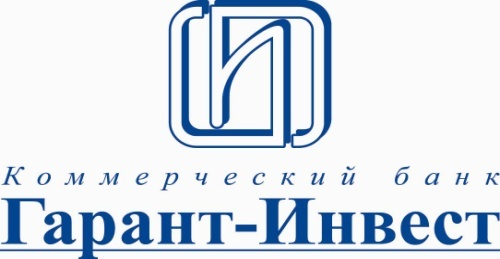 Коммерческий банк
Гарант-Инвест